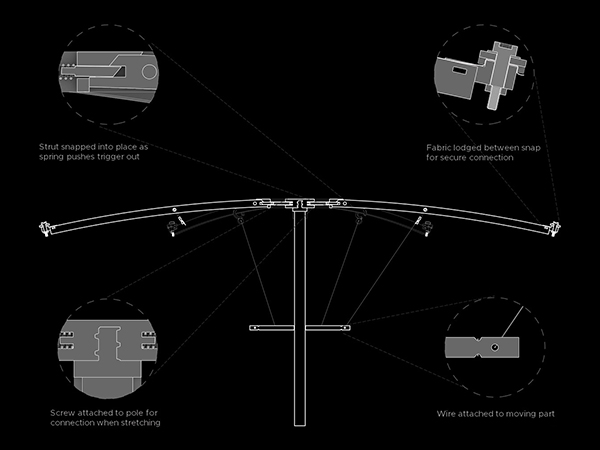 Strut snapped into place as
spring pushes trigger out
Fabric lodged between snap
for secure connection
Screw attached to pole for
connection when stretching
Wire attached to moving part